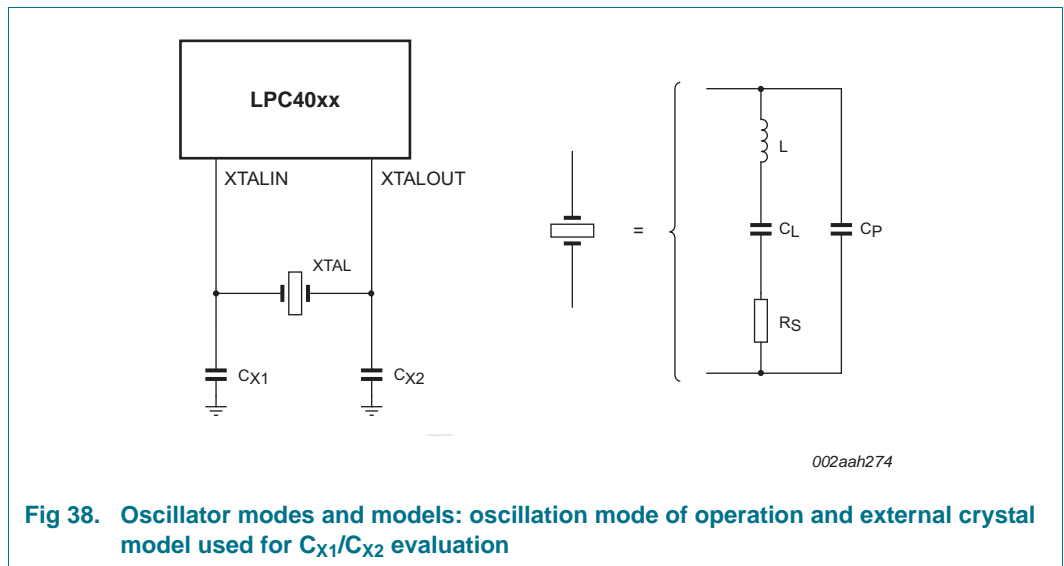 LPC40xx
XTALIN
XTALOUT
XTAL
CX1
CX2
=
L
CL
CP
RS
002aah274
Fig 38. Oscillator modes and models: oscillation mode of operation and external crystal
model used for CX1/CX2 evaluation